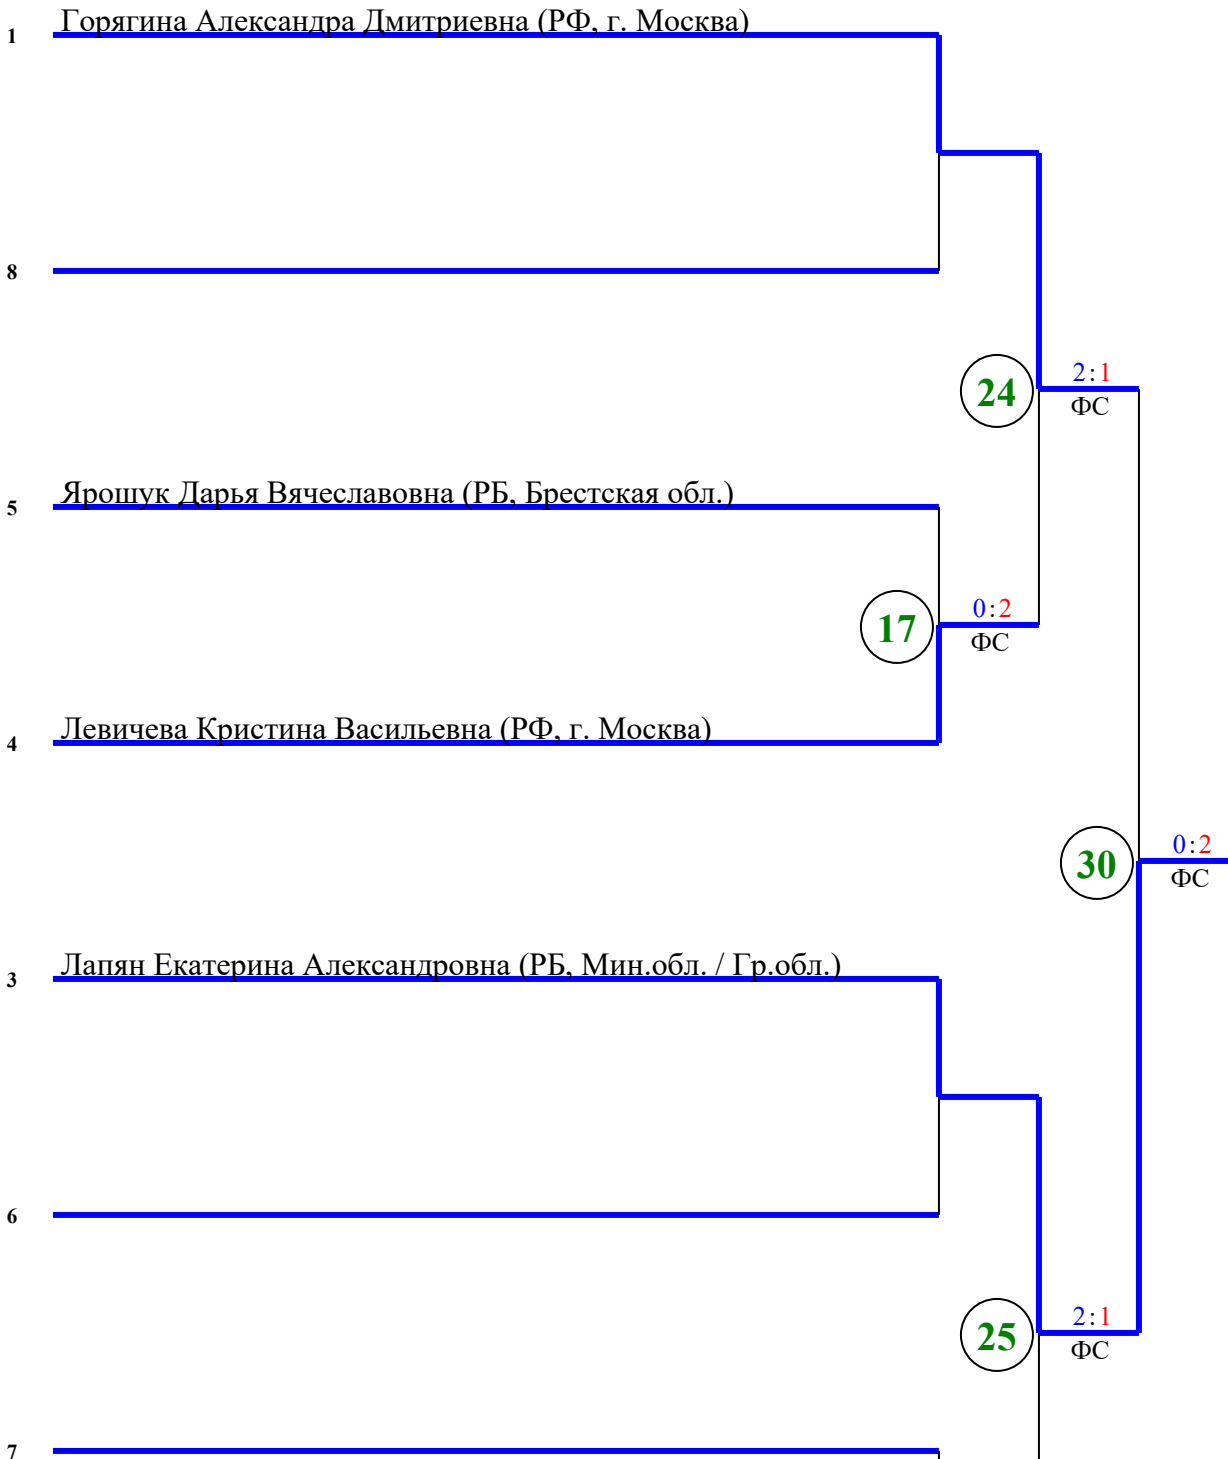 1 Горягина Александра Дмитриевна (РФ, г. Москва)
8
24 2:1
ФС
5 Ярошук Дарья Вячеславовна (РБ, Брестская обл.)
17 0:2
ФС
4 Левичева Кристина Васильевна (РФ, г. Москва)
30 0:2
ФС
3 Лапян Екатерина Александровна (РБ, Мин.обл. / Гр.обл.)
6
25 2:1
ФС
7